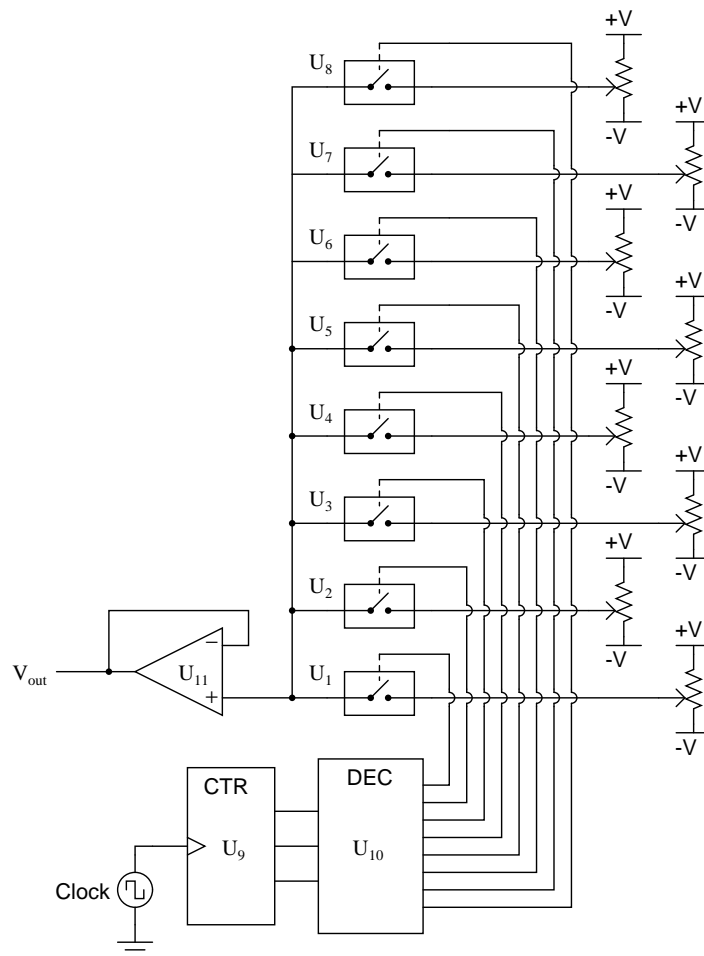 +V
U8
-V
+V
U7
+V
-V
U6
-V
+V
U5
+V
-V
U4
-V
+V
U3
+V
-V
U2
-V
+V
−
Vout
U11
U1
+
-V
CTR
DEC
U9
U10
Clock